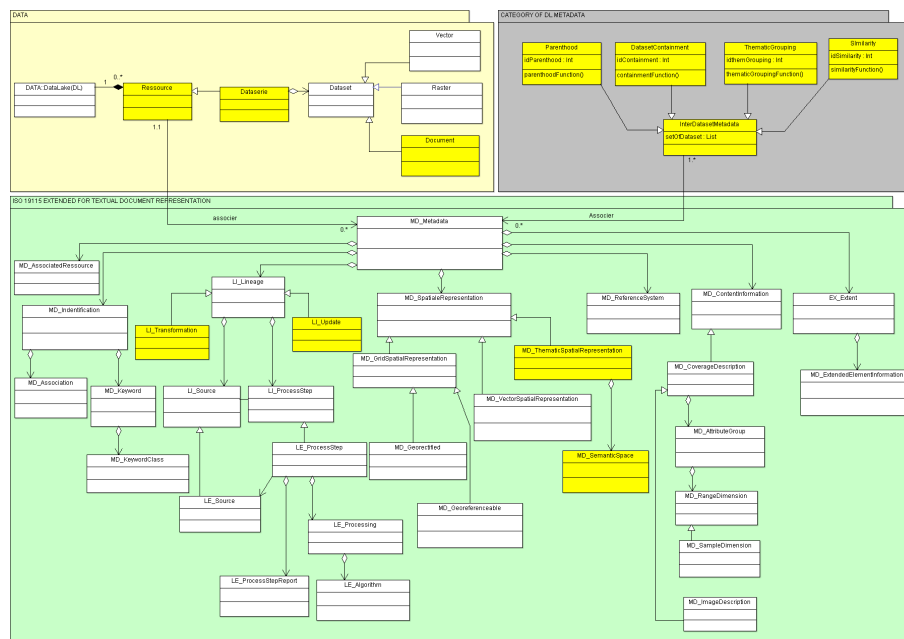 DATA
CATEGORY OF DL METADATA
Vector
Raster
Document
Dataset
Dataserie
Ressource
DATA::DataLake(DL)
1
0..*
1.1
Parenthood
idParenthood : Int
parenthoodFunction()
DatasetContainment
idContainment : Int
containmentFunction()
ThematicGrouping
idthemGrouping : Int
thematicGroupingFunction()
Similarity
idSimilarity : Int
similarityFunction()
InterDatasetMetadata
setOfDataset : List
1..*
ISO 19115 EXTENDED FOR TEXTUAL DOCUMENT REPRESENTATION
associer
0..*
Associer
0..*
MD_Metadata
MD_AssociatedRessource
MD_Indentification
MD_Association
MD_Keyword
MD_KeywordClass
LI_Lineage
LI_Transformation
LI_Update
LI_Source
LI_ProcessStep
LE_Source
LE_ProcessStep
LE_Processing
LE_ProcessStepReport
LE_Algorithm
MD_SpatialeRepresentation
MD_GridSpatialRepresentation
MD_ThematicSpatialRepresentation
MD_VectorSpatialRepresentation
MD_Georectified
MD_Georeferenceable
MD_SemanticSpace
MD_ReferenceSystem
MD_ContentInformation
EX_Extent
MD_CoverageDescription
MD_ExtendedElementInformation
MD_AttributeGroup
MD_RangeDimension
MD_SampleDimension
MD_ImageDescription